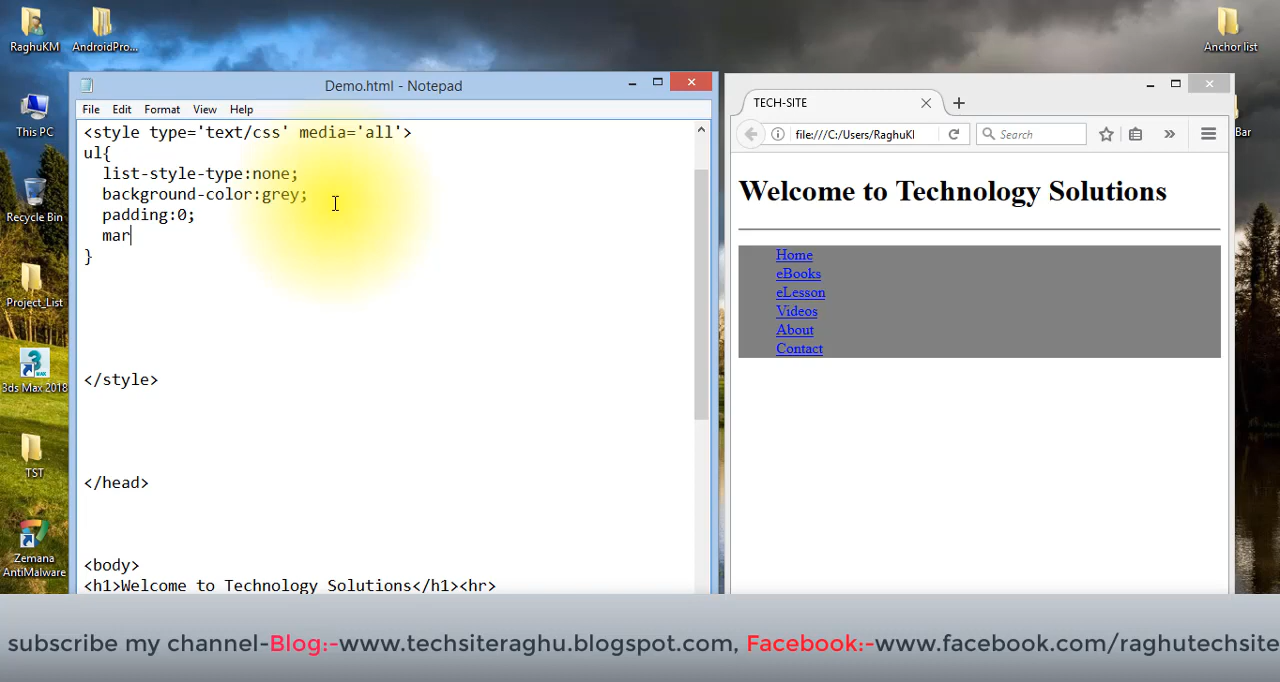 RaghuKM
AndroidPro...
Anchor list
This PC
Recycle Bin
Project_List
3ds Max 2018
TST
Zemana
AntiMalware
Bar
Demo.html - Notepad
File Edit Format View Help
<style type='text/css' media='all'>
ul{
list-style-type:none;
background-color:grey;
padding:0;
mar
}
</style>
</head>
<body>
<h1>Welcome to Technology Solutions</h1><hr>
TECH-SITE
file:///C:/Users/RaghuKI
Search
Welcome to Technology Solutions
Home
eBooks
eLesson
Videos
About
Contact
subscribe my channel-Blog:-www.techsiteraghu.blogspot.com, Facebook:-www.facebook.com/raghutechsite